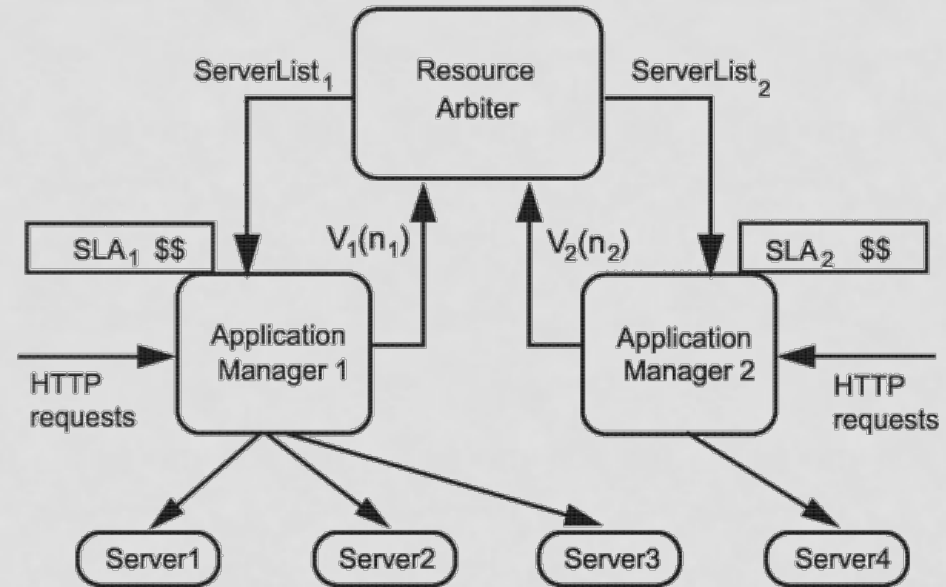 Resource
Arbiter
ServerList1
ServerList2
V1(n1)
V2(n2)
SLA1 $$
SLA2 $$
Application
Manager 1
Application
Manager 2
HTTP
requests
HTTP
requests
Server1
Server2
Server3
Server4